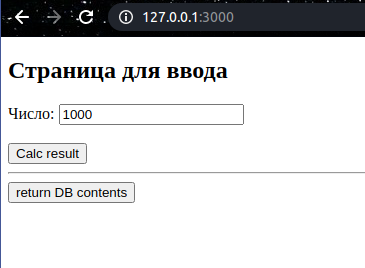 127.0.0.1:3000
Страница для ввода
Число: 1000
Calc result
return DB contents